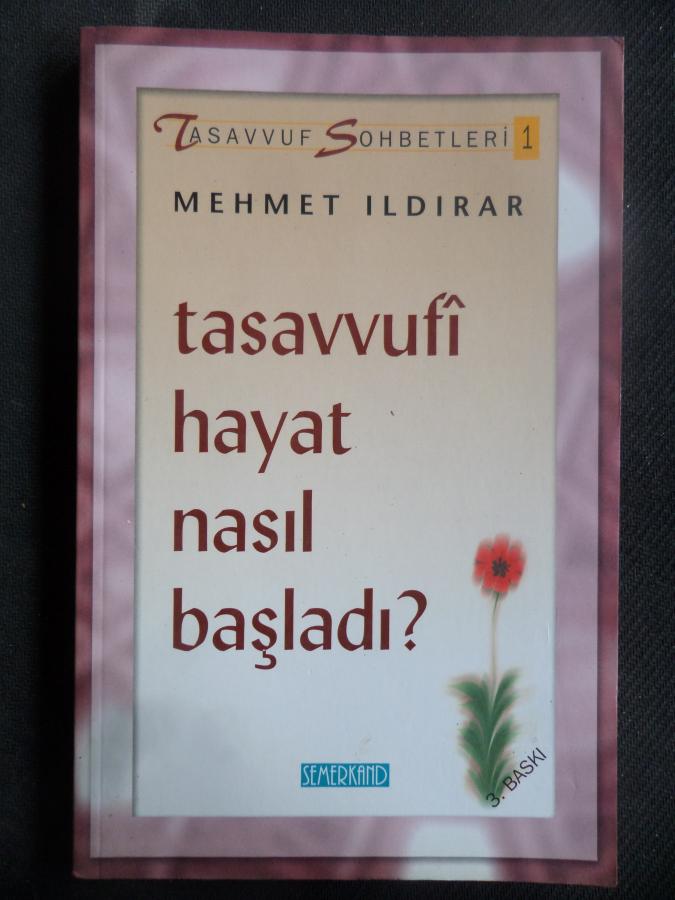 TASAVVUF SOHBETLERİ 1
MEHMET ILDIRAR
tasavvufî
hayat
nasıl
başladı?
SEMERKAND
3. BASKI